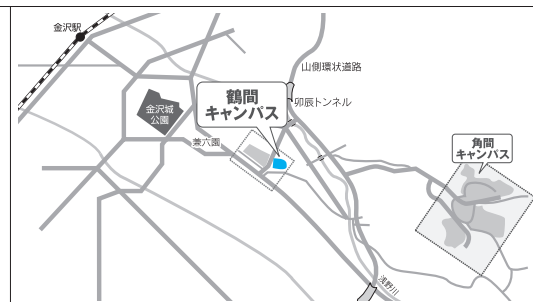 金沢駅
山側環状道路
鶴間
キャンパス
卯辰トンネル
金沢城
公園
兼六園
角間
キャンパス
浅野川